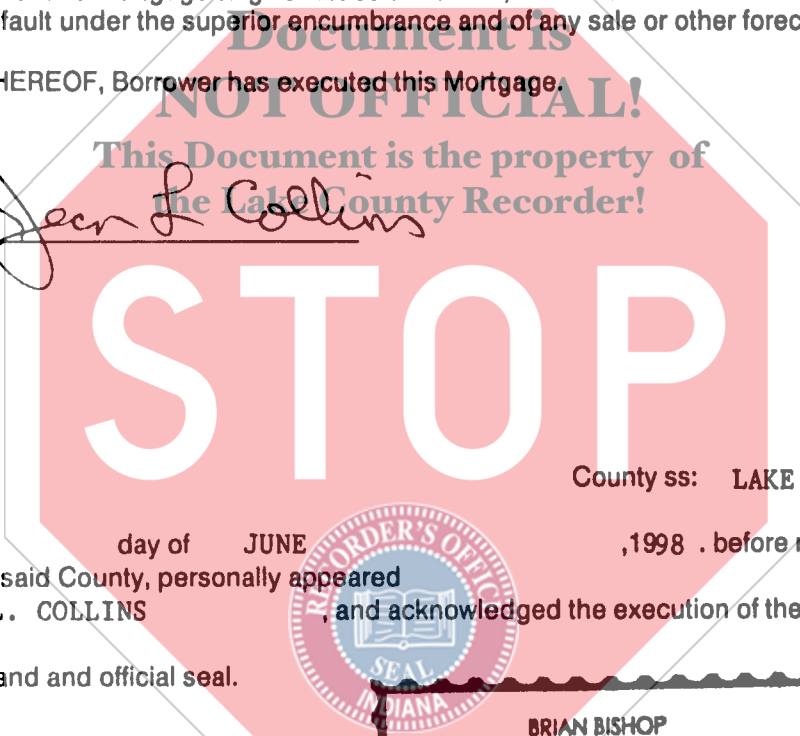 fault under the superior encumbrance and of any sale or other forec
Document is
HEREOF, Borrower has executed this Mortgage.
NOT OFFICIAL!
This Document is the property of
the Lake County Recorder!
Jean L Collins
STOP
County ss: LAKE
day of JUNE ,1998 . before
said County, personally appeared
. COLLINS , and acknowledged the execution of the
and and official seal.
RECORDER'S OFFICE
SEAL
INDIANA
BRIAN BISHOP